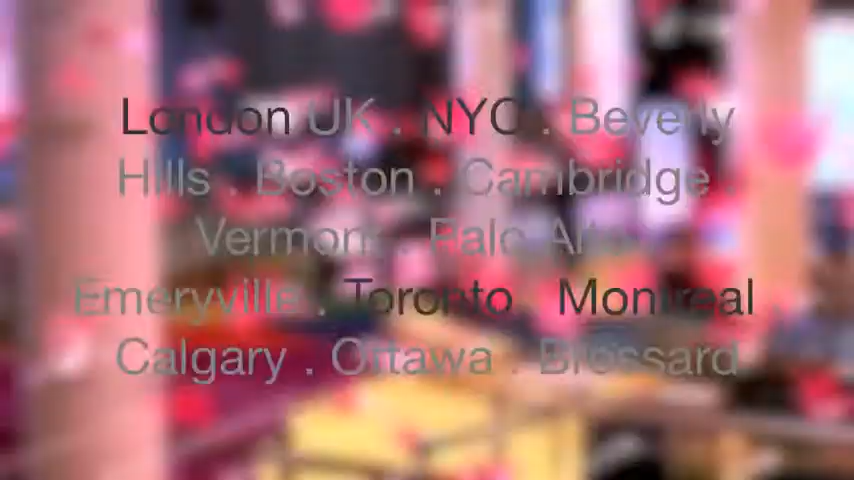 London UK . NYC . Beverly
Hills . Boston . Cambridge .
Vermont . Palo Alto .
Emeryville . Toronto . Montreal .
Calgary . Ottawa . Brossard